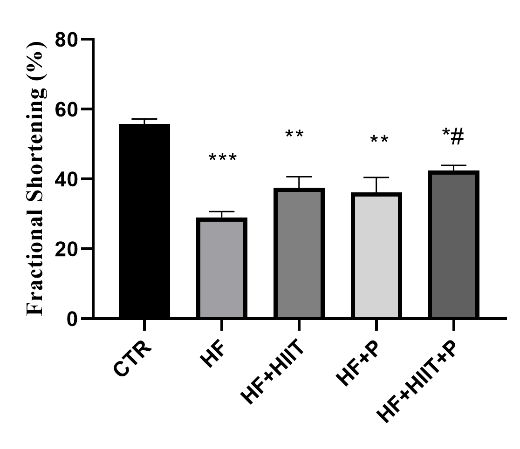 Fractional Shortening (%)
80
60
40
20
0
***
**
**
*#
CTR
HF
HF+HIIT
HF+P
HF+HIIT+P